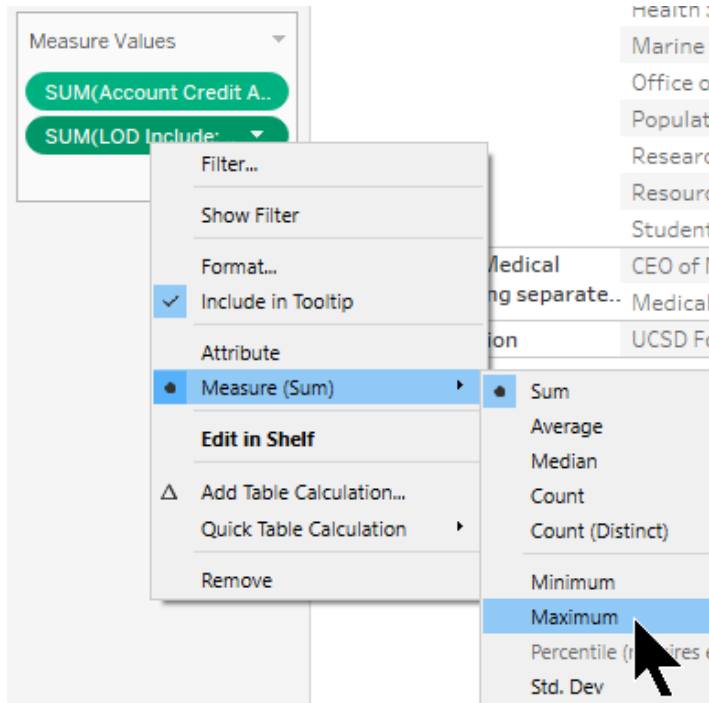 Measure Values
SUM(Account Credit A..
SUM(LOD Include:...
Filter...
Show Filter
Format...
Include in Tooltip
Attribute
Measure (Sum)
Edit in Shelf
Add Table Calculation...
Quick Table Calculation
Remove
Health
Marine
Office o
Populat
Researc
Resourc
Student
Medical
CEO of
ng separate..
Medical
ion
UCSD Fo
Sum
Average
Median
Count
Count (Distinct)
Minimum
Maximum
Percentile
Std. Dev